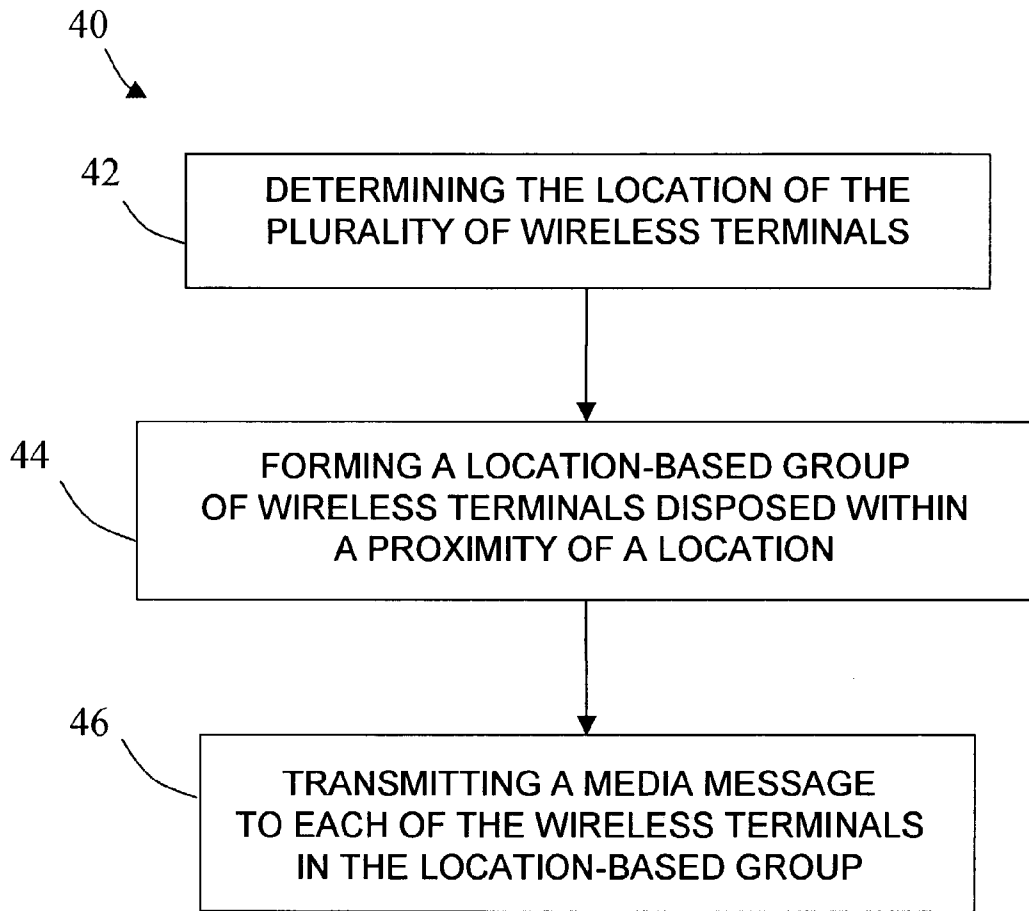 40
42
DETERMINING THE LOCATION OF THE
PLURALITY OF WIRELESS TERMINALS
44
FORMING A LOCATION-BASED GROUP
OF WIRELESS TERMINALS DISPOSED WITHIN
A PROXIMITY OF A LOCATION
46
TRANSMITTING A MEDIA MESSAGE
TO EACH OF THE WIRELESS TERMINALS
IN THE LOCATION-BASED GROUP